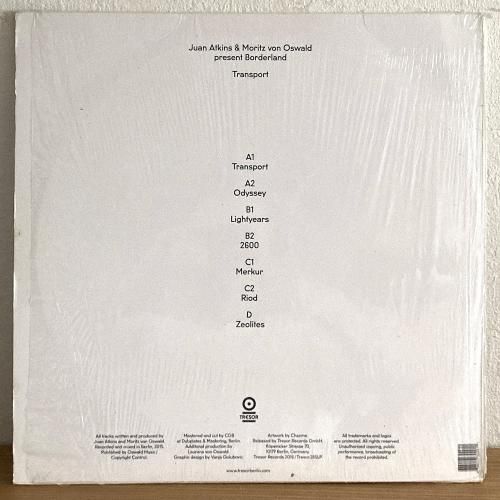 Juan Atkins & Moritz von Oswald
present Borderland
Transport
A1
Transport
A2
Odyssey
B1
Lightyears
B2
2600
C1
Merkur
C2
Riod
D
Zeolites
TRESOR
All tracks written and produced by
Juan Atkins and Moritz von Oswald.
Recorded and mixed in Berlin, 2015.
Published by Oswald Music /
Copyright Control.
Mastered and cut by CGB
at Dubplates & Mastering, Berlin.
Additional production by
Laurens von Oswald.
Graphic design by Vanja Golubovic.
Artwork by Chazme.
Released by Tresor Records GmbH,
Köpenicker Strasse 70,
10179 Berlin, Germany.
Tresor Records 2016 / Tresor.285LP
All trademarks and logos
are protected. All rights reserved.
Unauthorised copying, public
performance, broadcasting of
the record prohibited.
www.tresorberlin.com